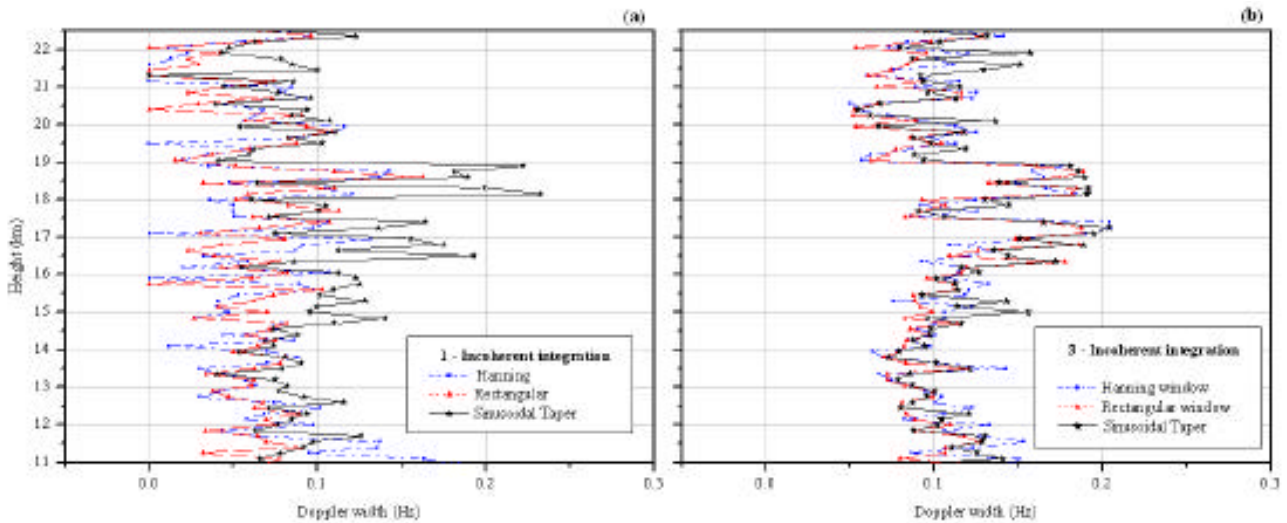 (a)
(b)
Height (km)
22
21
20
19
18
17
16
15
14
13
12
11
0.0
0.1
0.2
0.3
Doppler width (Hz)
1 - Incoherent integration
Hanning
Rectangular
Sinusoidal Taper
0.0
0.1
0.2
0.3
Doppler width (Hz)
3 - Incoherent integration
Hanning window
Rectangular window
Sinusoidal Taper